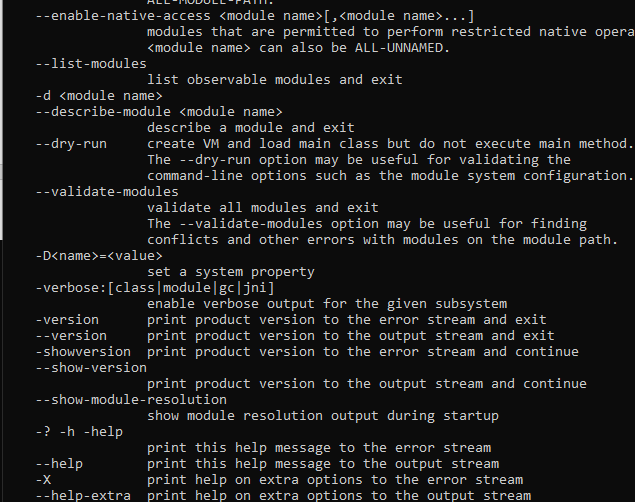 ALL-MODULE-PATH.
--enable-native-access <module name>[,<module name>...]
modules that are permitted to perform restricted native opera
<module name> can also be ALL-UNNAMED.
--list-modules
list observable modules and exit
-d <module name>
--describe-module <module name>
describe a module and exit
--dry-run create VM and load main class but do not execute main method.
The --dry-run option may be useful for validating the
command-line options such as the module system configuration.
--validate-modules
validate all modules and exit
The --validate-modules option may be useful for finding
conflicts and other errors with modules on the module path.
-D<name>=<value>
set a system property
-verbose:[class|module|gc|jni]
enable verbose output for the given subsystem
-version print product version to the error stream and exit
--version print product version to the output stream and exit
-showversion print product version to the error stream and continue
--show-version
print product version to the output stream and continue
--show-module-resolution
show module resolution output during startup
-? -h -help
print this help message to the error stream
--help print this help message to the output stream
-X print help on extra options to the error stream
--help-extra print help on extra options to the output stream